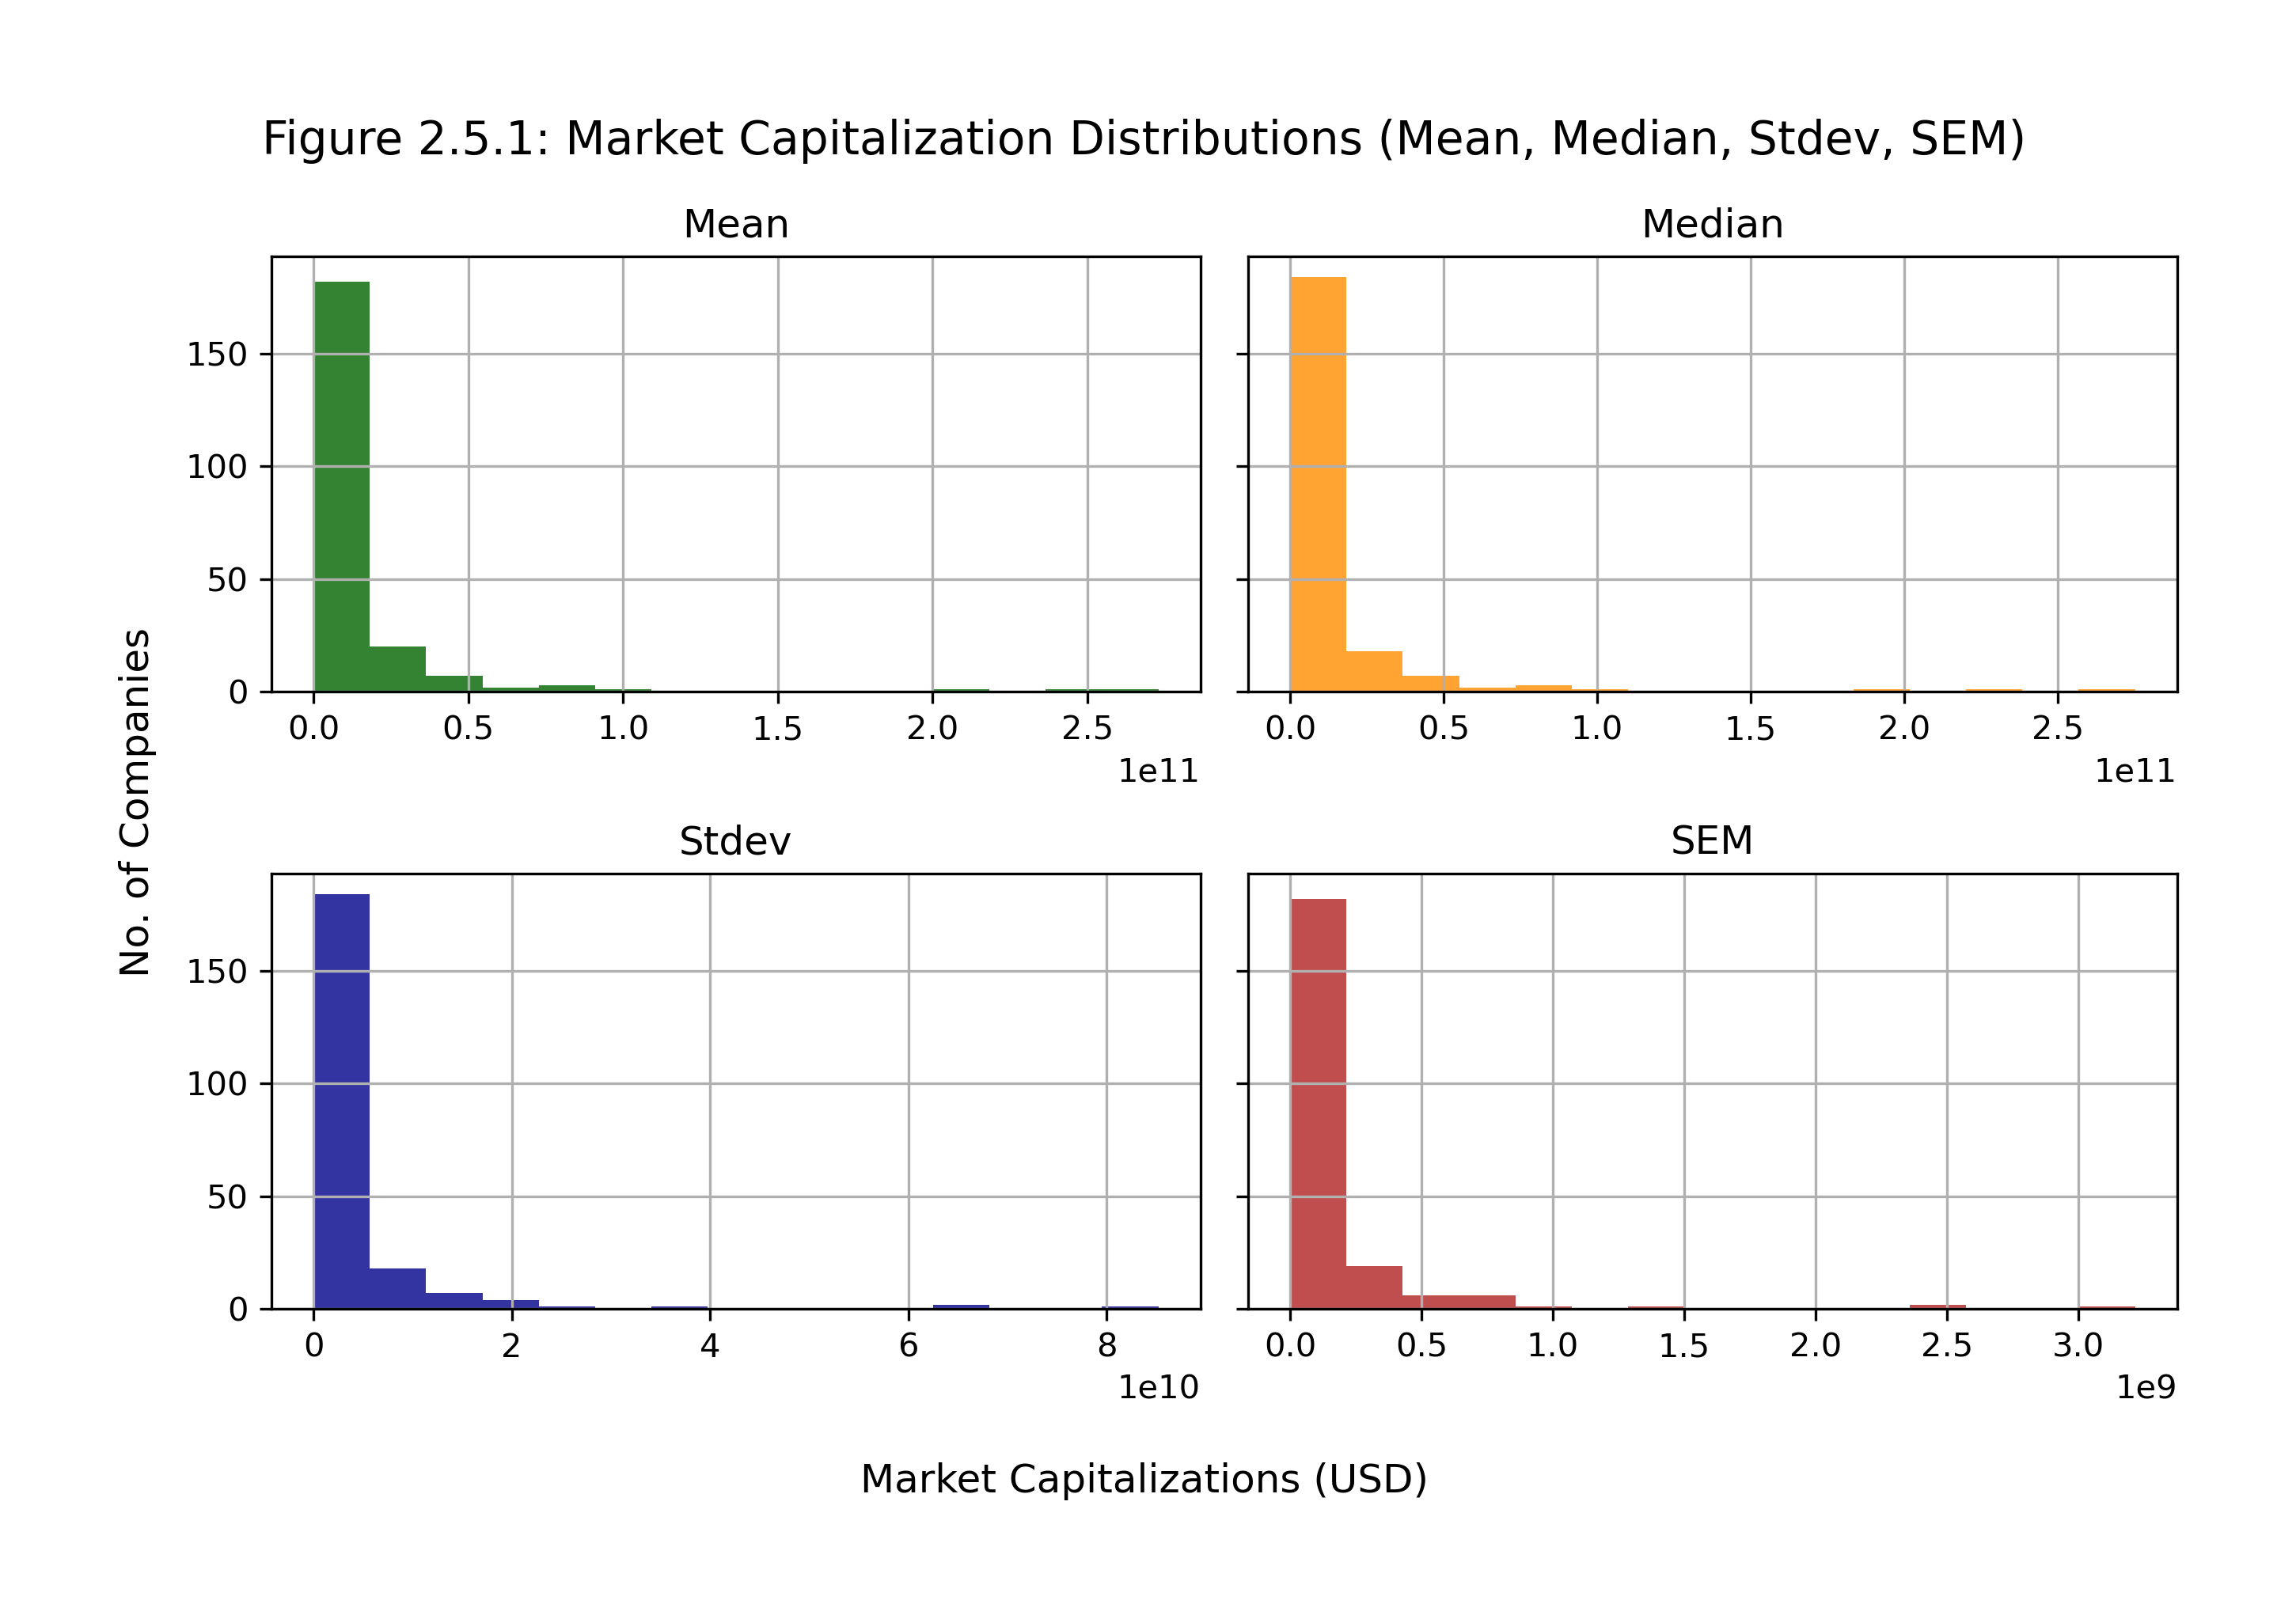 Figure 2.5.1: Market Capitalization Distributions (Mean, Median, Stdev, SEM)
Mean
Median
150
100
50
0
0.0 0.5 1.0 1.5 2.0 2.5
1e11
0.0 0.5 1.0 1.5 2.0 2.5
1e11
No. of Companies
Stdev
SEM
150
100
50
0
0 2 4 6 8
1e10
0.0 0.5 1.0 1.5 2.0 2.5 3.0
1e9
Market Capitalizations (USD)